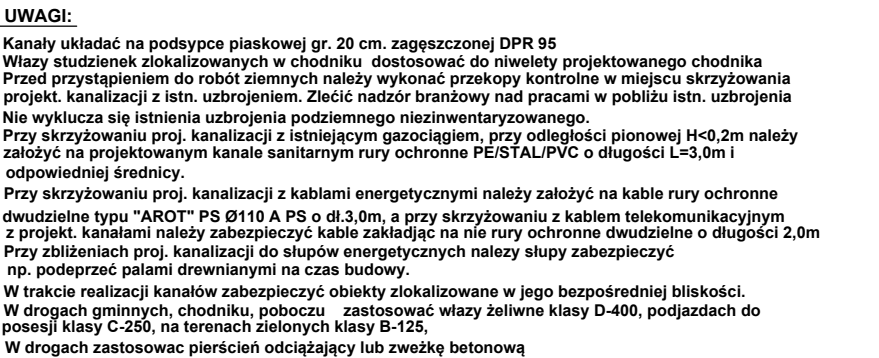 UWAGI:
Kanały układać na podsypce piaskowej gr. 20 cm. zagęszczonej DPR 95
Włazy studzienek zlokalizowanych w chodniku dostosować do niwelety projektowanego chodnika
Przed przystąpieniem do robót ziemnych należy wykonać przekopy kontrolne w miejscu skrzyżowania
projekt. kanalizacji z istn. uzbrojeniem. Zlećić nadzór branżowy nad pracami w pobliżu istn. uzbrojenia
Nie wyklucza się istnienia uzbrojenia podziemnego niezinwentaryzowanego.
Przy skrzyżowaniu proj. kanalizacji z istniejącym gazociągiem, przy odległości pionowej H<0,2m należy
założyć na projektowanym kanale sanitarnym rury ochronne PE/STAL/PVC o długości L=3,0m i
odpowiedniej średnicy.
Przy skrzyżowaniu proj. kanalizacji z kablami energetycznymi należy założyć na kable rury ochronne
dwudzielne typu "AROT" PS Ø110 A PS o dł.3,0m, a przy skrzyżowaniu z kablem telekomunikacyjnym
z projekt. kanałami należy zabezpieczyć kable zakładjąc na nie rury ochronne dwudzielne o długości 2,0m
Przy zbliżeniach proj. kanalizacji do słupów energetycznych nalezy słupy zabezpieczyć
np. podeprzeć palami drewnianymi na czas budowy.
W trakcie realizacji kanałów zabezpieczyć obiekty zlokalizowane w jego bezpośredniej bliskości.
W drogach gminnych, chodniku, poboczu zastosować włazy żeliwne klasy D-400, podjazdach do
posesji klasy C-250, na terenach zielonych klasy B-125,
W drogach zastosowac pierścień odciążający lub zweżkę betonową